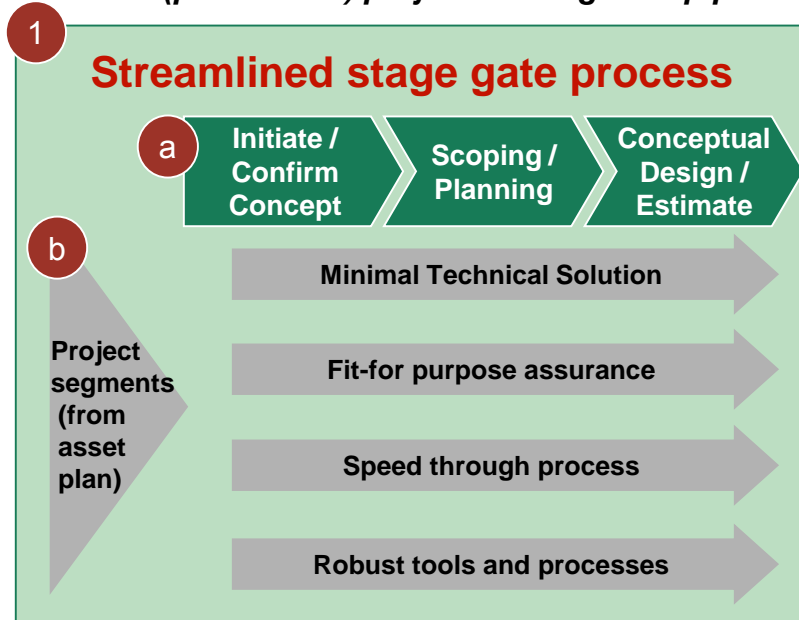 1
Streamlined stage gate process
a
Initiate /
Confirm
Concept
Scoping /
Planning
Conceptual
Design /
Estimate
b
Project
segments
(from
asset
plan)
Minimal Technical Solution
Fit-for purpose assurance
Speed through process
Robust tools and processes